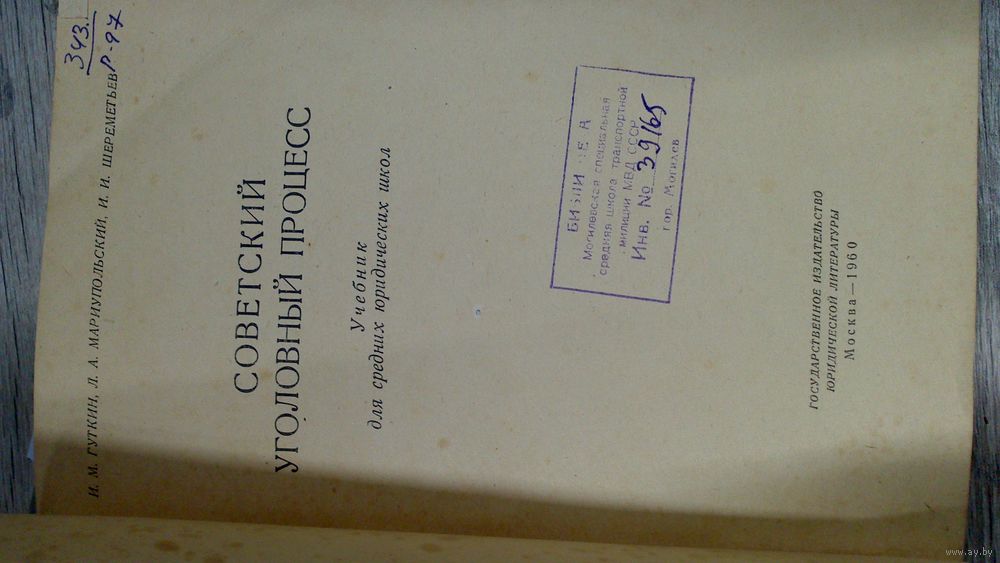 343.
Р-97
И. М. ГУТКИН, Л. А. МАРИУПОЛЬСКИЙ, И. И. ШЕРЕМЕТЬЕВ
СОВЕТСКИЙ
УГОЛОВНЫЙ ПРОЦЕСС
Учебник
для средних юридических школ
Могилевская специальная
средняя школа транспортной
милиции МВД СССР
Инв. № 39165
гор. Могилев
ГОСУДАРСТВЕННОЕ ИЗДАТЕЛЬСТВО
ЮРИДИЧЕСКОЙ ЛИТЕРАТУРЫ
Москва — 1960
www.ay.by